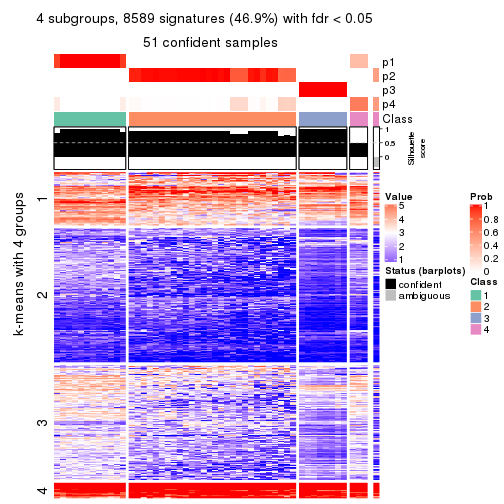 4 subgroups, 8589 signatures (46.9%) with fdr < 0.05
51 confident samples
p1
p2
p3
p4
Class
1
0.5
0
Silhouette score
k-means with 4 groups
1
2
3
4
Value
5
4
3
2
1
Status (barplots)
confident
ambiguous
Prob
1
0.8
0.6
0.4
0.2
0
Class
1
2
3
4